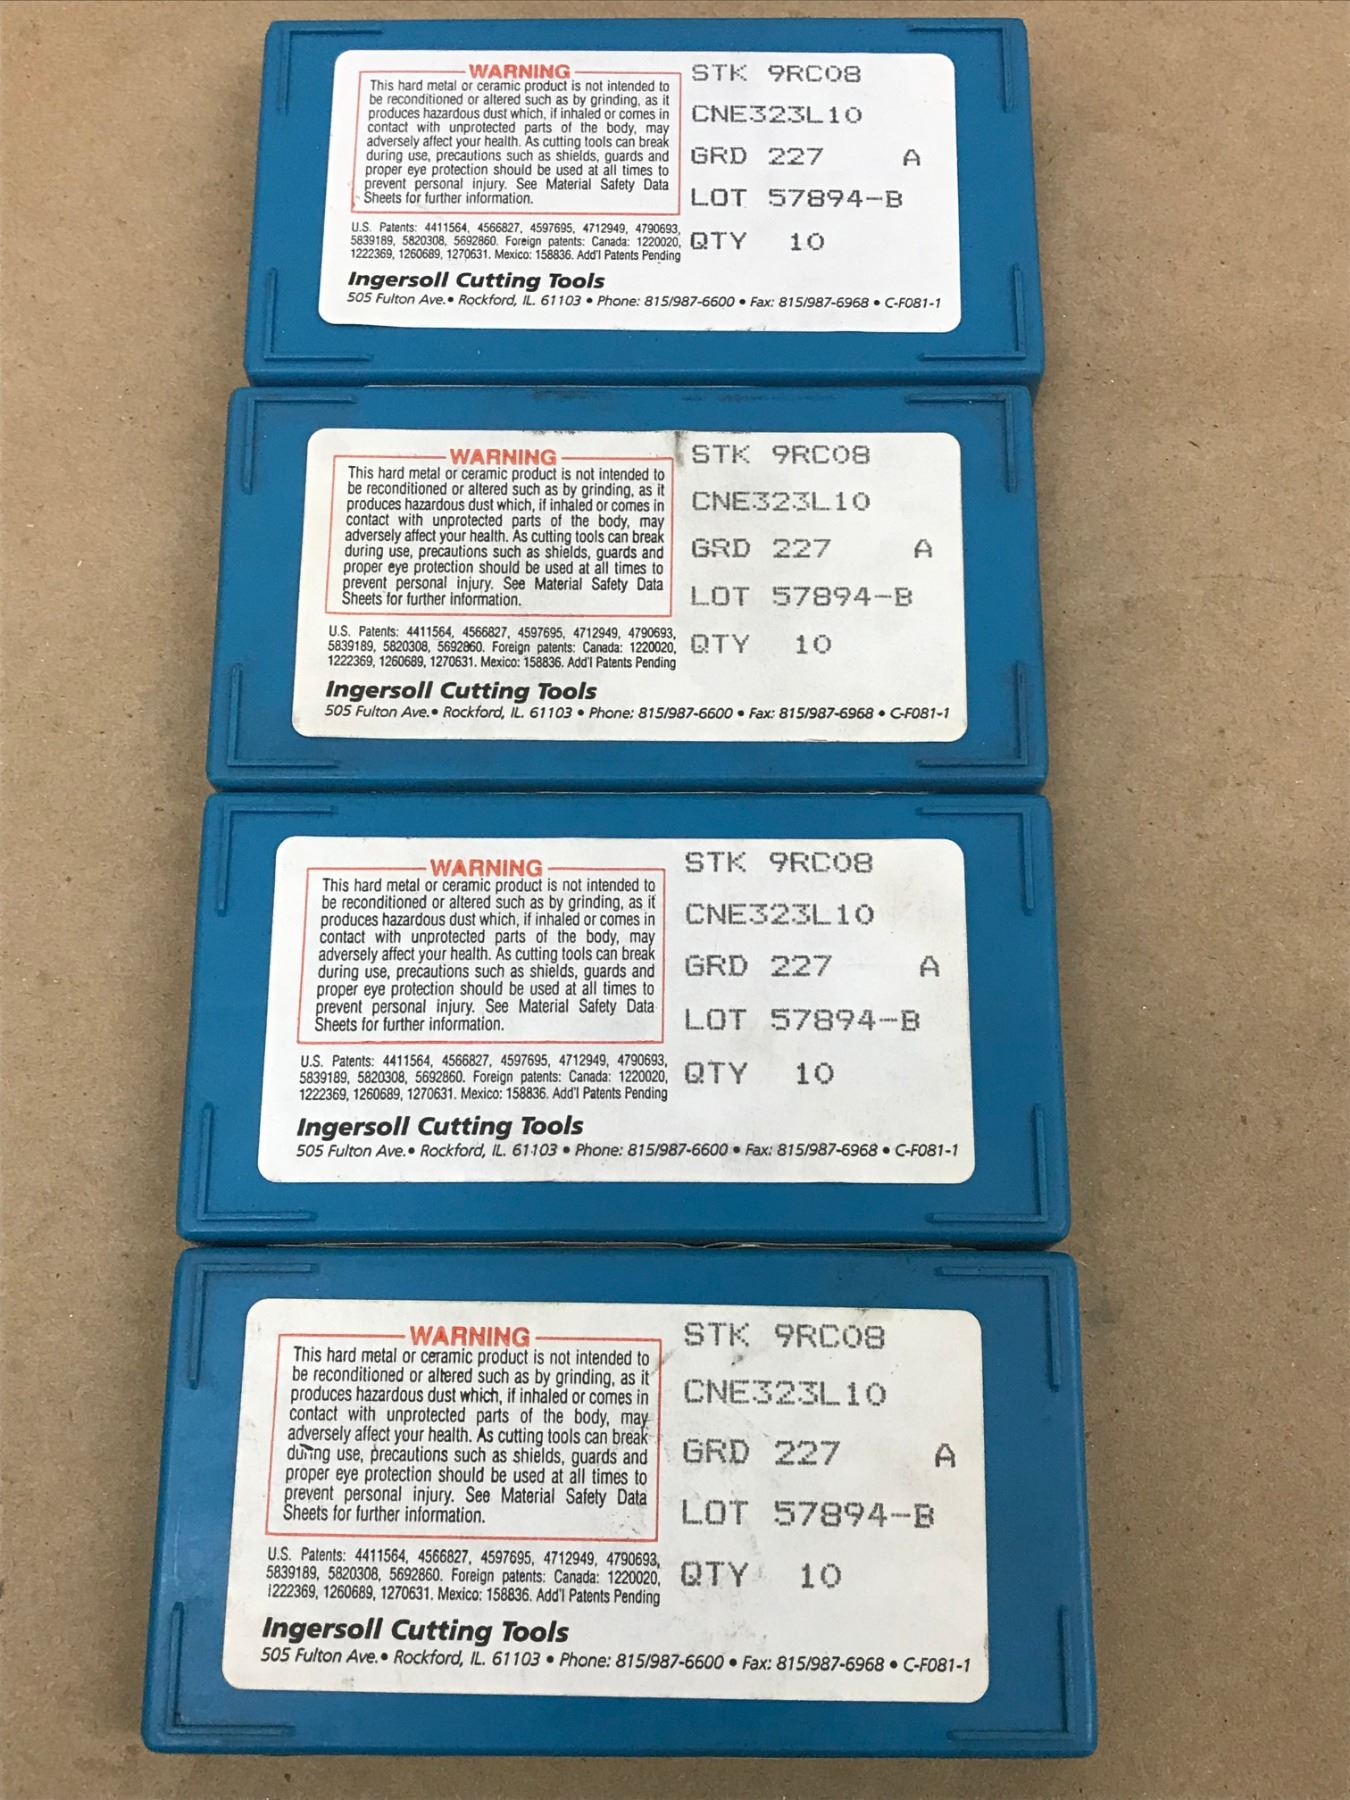 WARNING
This hard metal or ceramic product is not intended to
be reconditioned or altered such as by grinding, as it
produces hazardous dust which, if inhaled or comes in
contact with unprotected parts of the body, may
adversely affect your health. As cutting tools can break
during use, precautions such as shields, guards and
proper eye protection should be used at all times to
prevent personal injury. See Material Safety Data
Sheets for further information.
U.S. Patents: 4411564, 4566827, 4597695, 4712949, 4790693,
5839189, 5820308, 5692860. Foreign patents: Canada: 1220020,
1222369, 1260689, 1270631. Mexico: 158836. Add'l Patents Pending
STK 9RC08
CNE323L10
GRD 227 A
LOT 57894-B
QTY 10
Ingersoll Cutting Tools
505 Fulton Ave. • Rockford, IL. 61103 • Phone: 815/987-6600 • Fax: 815/987-6968 • C-F081-1
WARNING
This hard metal or ceramic product is not intended to
be reconditioned or altered such as by grinding, as it
produces hazardous dust which, if inhaled or comes in
contact with unprotected parts of the body, may
adversely affect your health. As cutting tools can break
during use, precautions such as shields, guards and
proper eye protection should be used at all times to
prevent personal injury. See Material Safety Data
Sheets for further information.
U.S. Patents: 4411564, 4566827, 4597695, 4712949, 4790693,
5839189, 5820308, 5692860. Foreign patents: Canada: 1220020,
1222369, 1260689, 1270631. Mexico: 158836. Add'l Patents Pending
STK 9RC08
CNE323L10
GRD 227 A
LOT 57894-B
QTY 10
Ingersoll Cutting Tools
505 Fulton Ave. • Rockford, IL. 61103 • Phone: 815/987-6600 • Fax: 815/987-6968 • C-F081-1
WARNING
This hard metal or ceramic product is not intended to
be reconditioned or altered such as by grinding, as it
produces hazardous dust which, if inhaled or comes in
contact with unprotected parts of the body, may
adversely affect your health. As cutting tools can break
during use, precautions such as shields, guards and
proper eye protection should be used at all times to
prevent personal injury. See Material Safety Data
Sheets for further information.
U.S. Patents: 4411564, 4566827, 4597695, 4712949, 4790693,
5839189, 5820308, 5692860. Foreign patents: Canada: 1220020,
1222369, 1260689, 1270631. Mexico: 158836. Add'l Patents Pending
STK 9RC08
CNE323L10
GRD 227 A
LOT 57894-B
QTY 10
Ingersoll Cutting Tools
505 Fulton Ave. • Rockford, IL. 61103 • Phone: 815/987-6600 • Fax: 815/987-6968 • C-F081-1
WARNING
This hard metal or ceramic product is not intended to
be reconditioned or altered such as by grinding, as it
produces hazardous dust which, if inhaled or comes in
contact with unprotected parts of the body, may
adversely affect your health. As cutting tools can break
during use, precautions such as shields, guards and
proper eye protection should be used at all times to
prevent personal injury. See Material Safety Data
Sheets for further information.
U.S. Patents: 4411564, 4566827, 4597695, 4712949, 4790693,
5839189, 5820308, 5692860. Foreign patents: Canada: 1220020,
1222369, 1260689, 1270631. Mexico: 158836. Add'l Patents Pending
STK 9RC08
CNE323L10
GRD 227 A
LOT 57894-B
QTY 10
Ingersoll Cutting Tools
505 Fulton Ave. • Rockford, IL. 61103 • Phone: 815/987-6600 • Fax: 815/987-6968 • C-F081-1